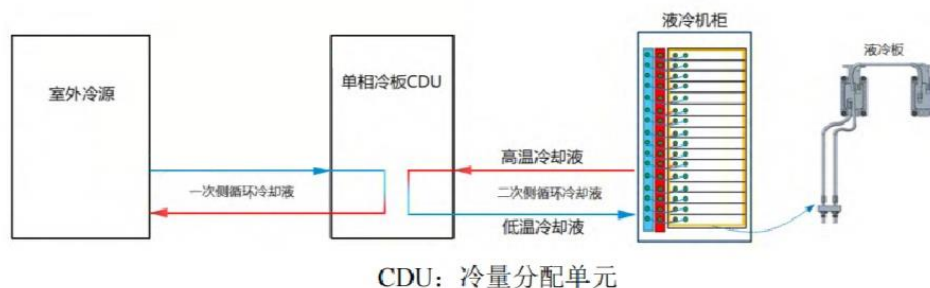 液冷机柜
液冷板
室外冷源
单相冷板CDU
高温冷却液
一次侧循环冷却液
二次侧循环冷却液
低温冷却液
CDU：冷量分配单元